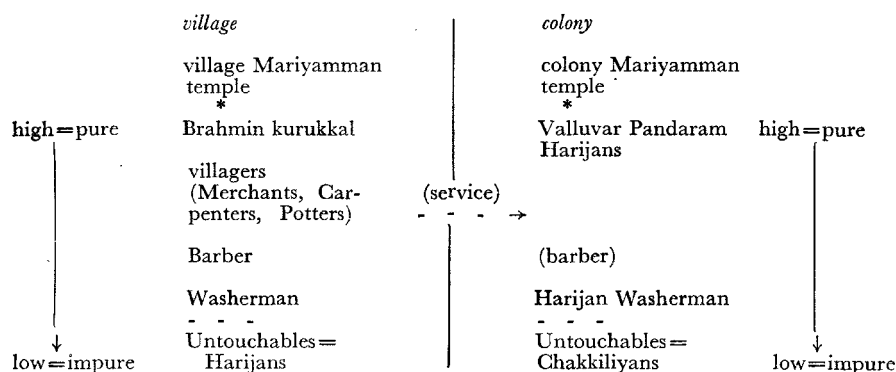 village colony
village Mariyamman colony Mariyamman
temple temple
* *
high=pure Brahmin kurukkal Valluvar Pandaram high=pure
Harijans
villagers
(Merchants, Car- (service)
penters, Potters) - - - →
Barber (barber)
Washerman Harijan Washerman
- - - - - -
Untouchables= Untouchables=
low=impure Harijans Chakkiliyans low=impure